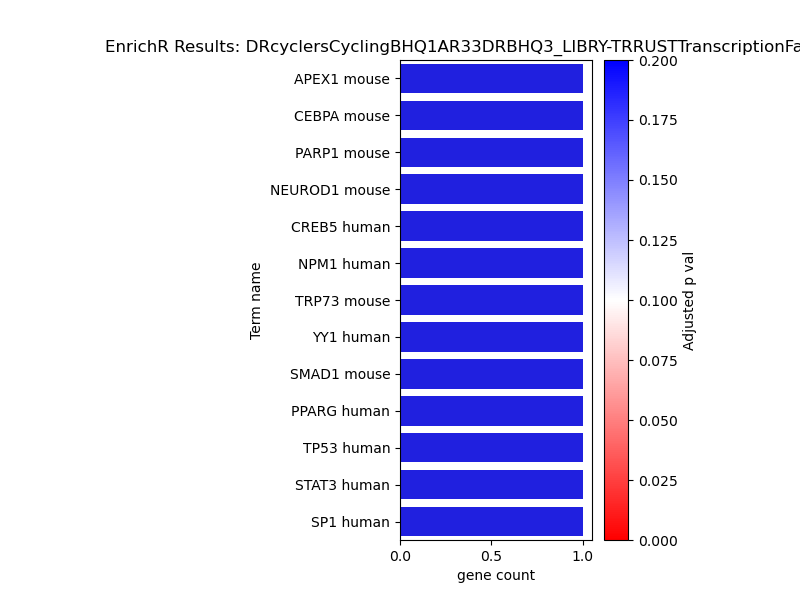 EnrichR Results: DRcyclersCyclingBHQ1AR33DRBHQ3_LIBRY-TRRUSTTranscriptionFa
APEX1 mouse
CEBPA mouse
PARP1 mouse
NEUROD1 mouse
CREB5 human
NPM1 human
TRP73 mouse
YY1 human
SMAD1 mouse
PPARG human
TP53 human
STAT3 human
SP1 human
Term name
0.0 0.5 1.0
gene count
0.200
0.175
0.150
0.125
0.100
0.075
0.050
0.025
0.000
Adjusted p val